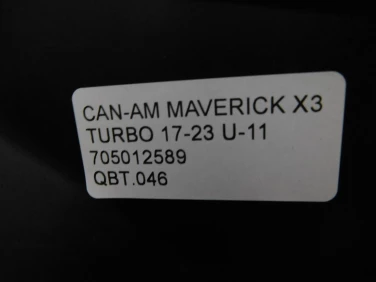 CAN-AM MAVERICK X3
TURBO 17-23 U-11
705012589
QBT.046